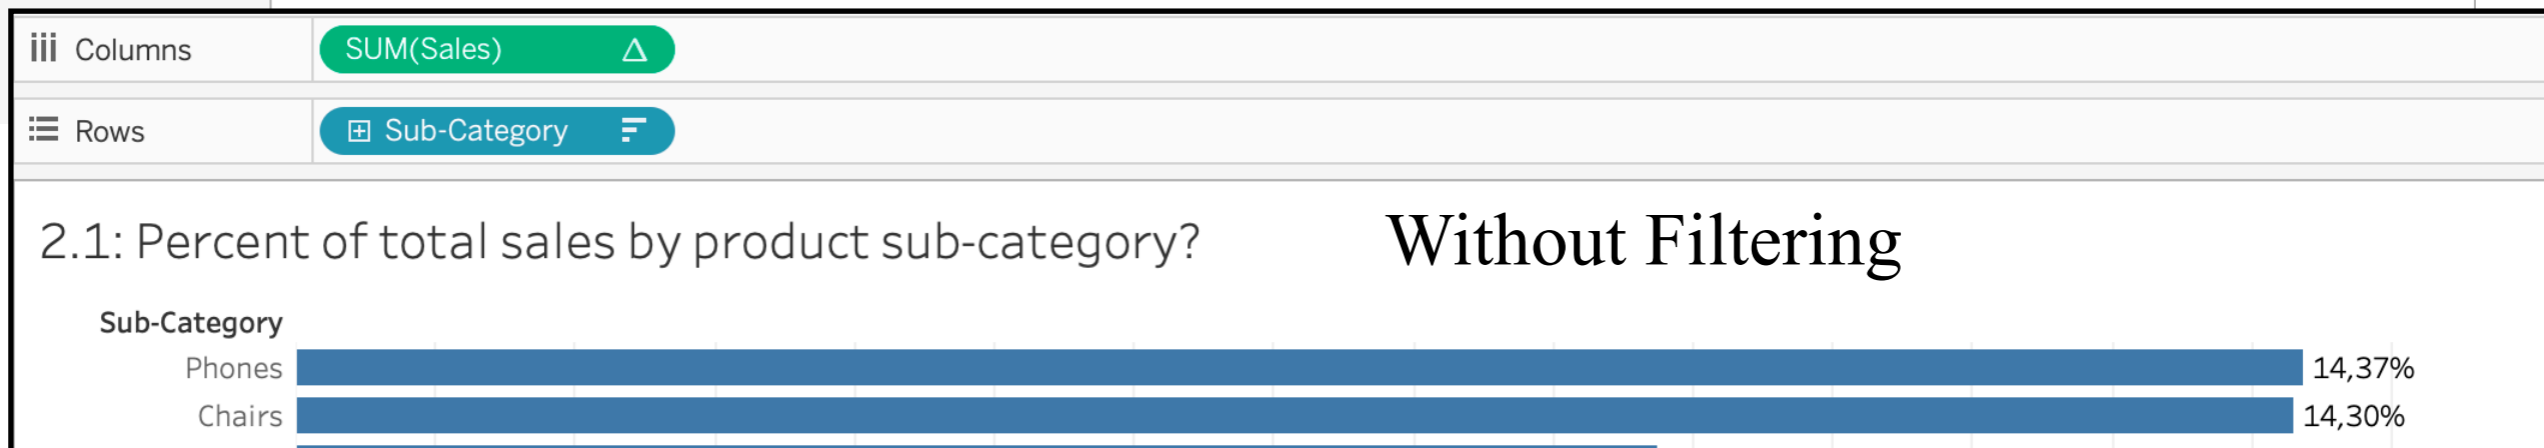 Columns
SUM(Sales)
Rows
Sub-Category
2.1: Percent of total sales by product sub-category?
Without Filtering
Sub-Category
Phones
14,37%
Chairs
14,30%